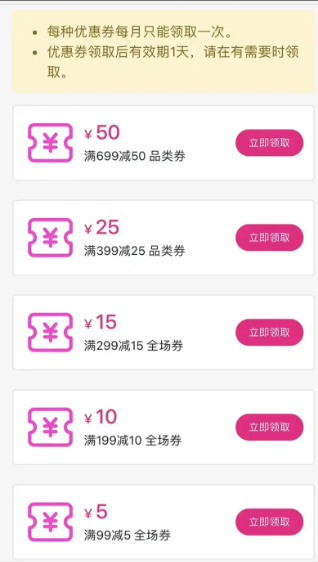 • 每种优惠券每月只能领取一次。
• 优惠券领取后有效期1天，请在有需要时领
取。
¥ 50
满699减50 品类券
立即领取
¥ 25
满399减25 品类券
立即领取
¥ 15
满299减15 全场券
立即领取
¥ 10
满199减10 全场券
立即领取
¥ 5
满99减5 全场券
立即领取